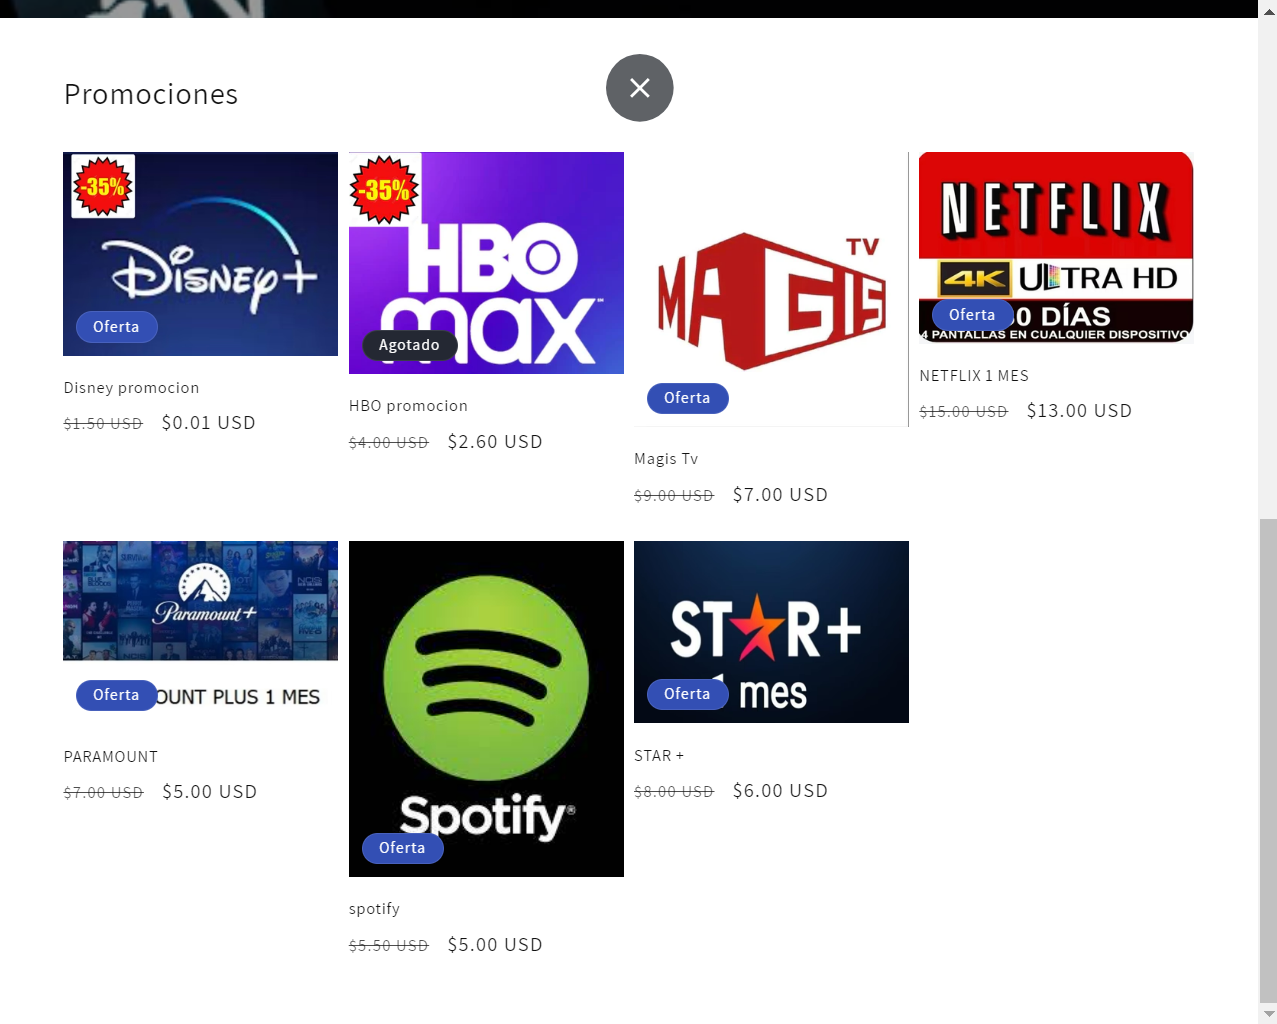 Promociones
-35%
Disney+
Oferta
Disney promocion
$1.50 USD $0.01 USD
-35%
HBO
max
Agotado
HBO promocion
$4.00 USD $2.60 USD
MAGIS TV
Oferta
Magis Tv
$9.00 USD $7.00 USD
NETFLIX
4K ULTRA HD
0 DÍAS
4 PANTALLAS EN CUALQUIER DISPOSITIVO
Oferta
NETFLIX 1 MES
$15.00 USD $13.00 USD
Paramount+
OUNT PLUS 1 MES
Oferta
PARAMOUNT
$7.00 USD $5.00 USD
Spotify®
Oferta
spotify
$5.50 USD $5.00 USD
STAR+
1 mes
Oferta
STAR +
$8.00 USD $6.00 USD